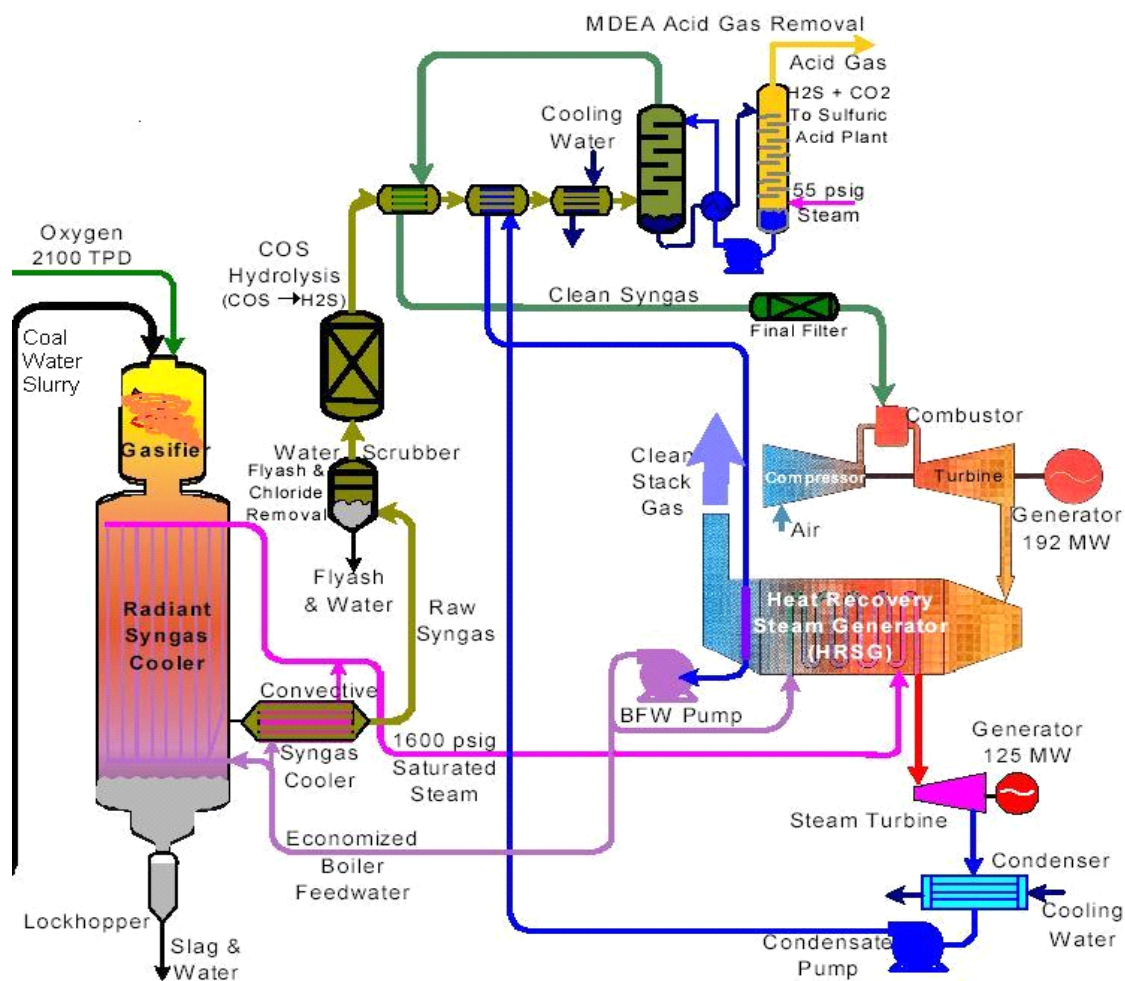 MDEA Acid Gas Removal
Acid Gas
H2S + CO2
To Sulfuric
Acid Plant
Cooling
Water
55 psig
Steam
Oxygen
2100 TPD
COS
Hydrolysis
(COS →H2S)
Clean Syngas
Final Filter
Coal
Water
Slurry
Gasifier
Combustor
Water Scrubber
Flyash &
Chloride
Removal
Clean
Stack
Gas
Compressor
Turbine
Air
Generator
192 MW
Flyash
& Water
Raw
Syngas
Radiant
Syngas
Cooler
Heat Recovery
Steam Generator
(HRSG)
Convective
Syngas
Cooler
BFW Pump
1600 psig
Saturated
Steam
Generator
125 MW
Steam Turbine
Economized
Boiler
Feedwater
Condenser
Cooling
Water
Lockhopper
Slag &
Water
Condensate
Pump